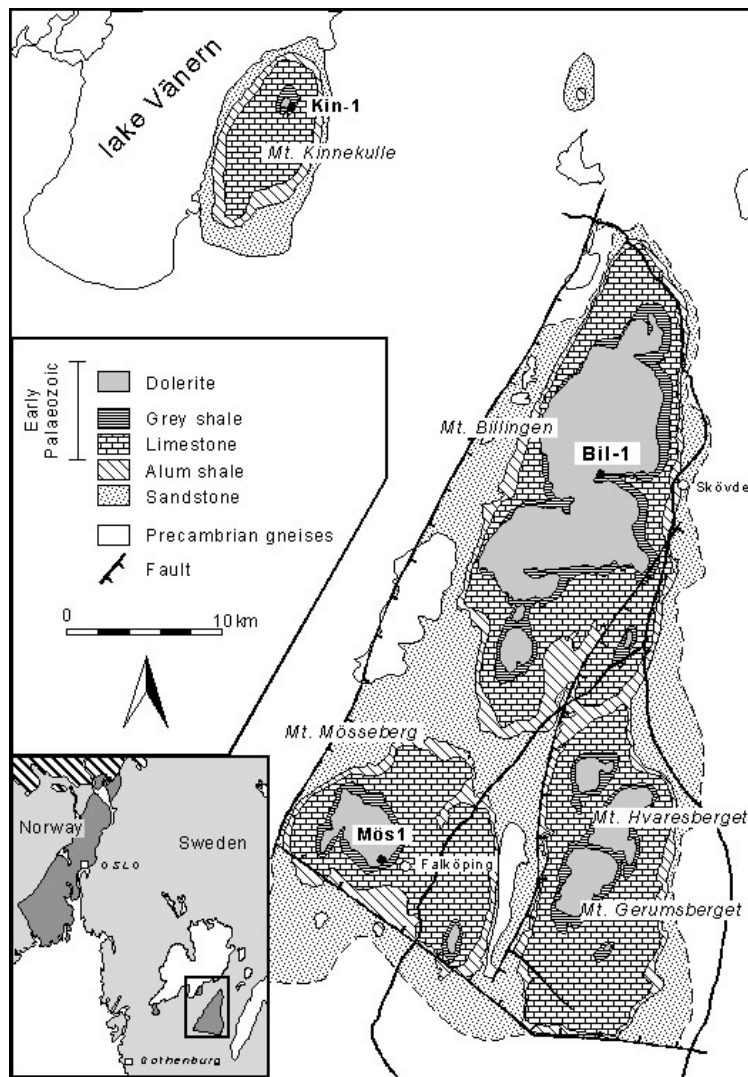 lake Vänern
Kin-1
Mt. Kinnekulle
Early
Palaeozoic
Dolerite
Grey shale
Limestone
Alum shale
Sandstone
Precambrian gneises
Fault
0
10 km
Mt. Billingen
Bil-1
Skövde
Mt. Mösseberg
Mös1
Falköping
Mt. Hvaresberget
Mt. Gerumsberget
Norway
Sweden
OSLO
Gothenburg